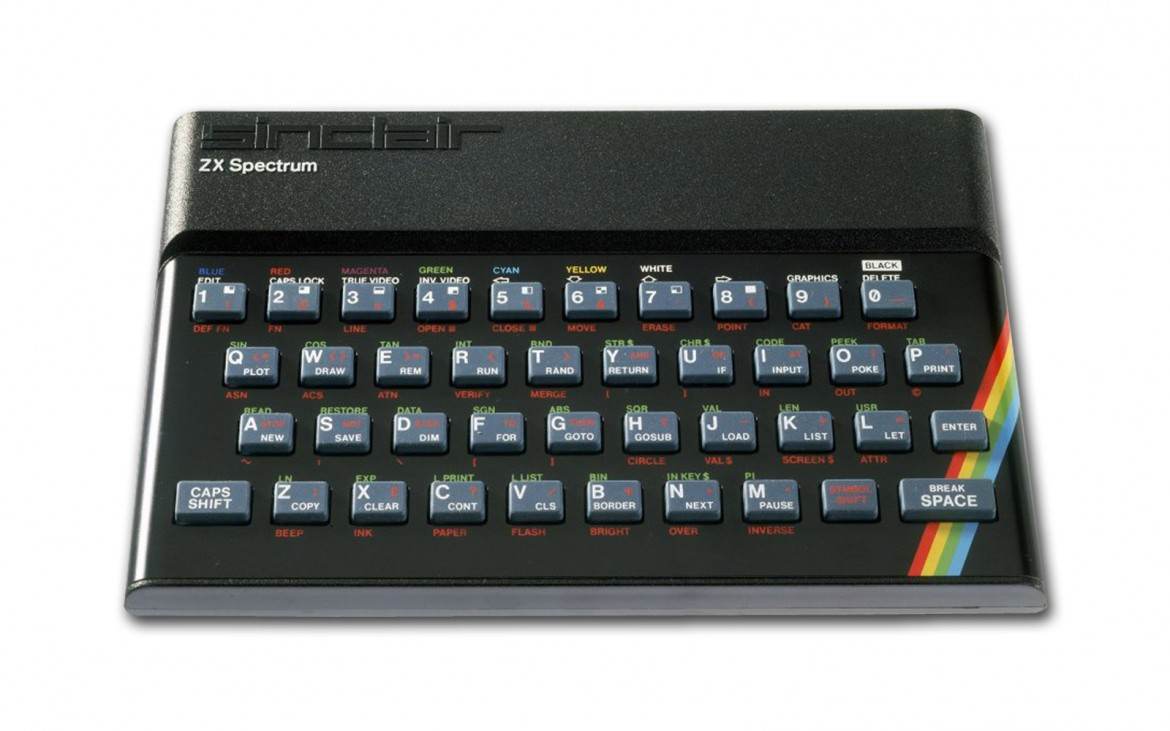 sinclair
ZX Spectrum
BLUE RED MAGENTA GREEN CYAN YELLOW WHITE BLACK
EDIT CAPS LOCK TRUE VIDEO INV. VIDEO GRAPHICS DELETE
1 2 3 4 5 6 7 8 9 0
DEF FN FN LINE OPEN # CLOSE # MOVE ERASE POINT CAT FORMAT
SIN COS TAN INT RND STR $ CHR $ CODE PEEK TAB
Q W E R T Y U I O P
PLOT DRAW REM RUN RAND RETURN IF INPUT POKE PRINT
ASN ACS ATN VERIFY MERGE [ ] IN OUT ©
READ RESTORE DATA SGN ABS SQR VAL LEN USR
A S D F G H J K L ENTER
NEW SAVE DIM FOR GOTO GOSUB LOAD LIST LET
~ | \ { } CIRCLE VAL $ SCREEN $ ATTR
LN EXP L PRINT L LIST BIN IN KEY $ PI
CAPS SHIFT Z X C V B N M SYMBOL SHIFT BREAK SPACE
COPY CLEAR CONT CLS BORDER NEXT PAUSE
BEEP INK PAPER FLASH BRIGHT OVER INVERSE